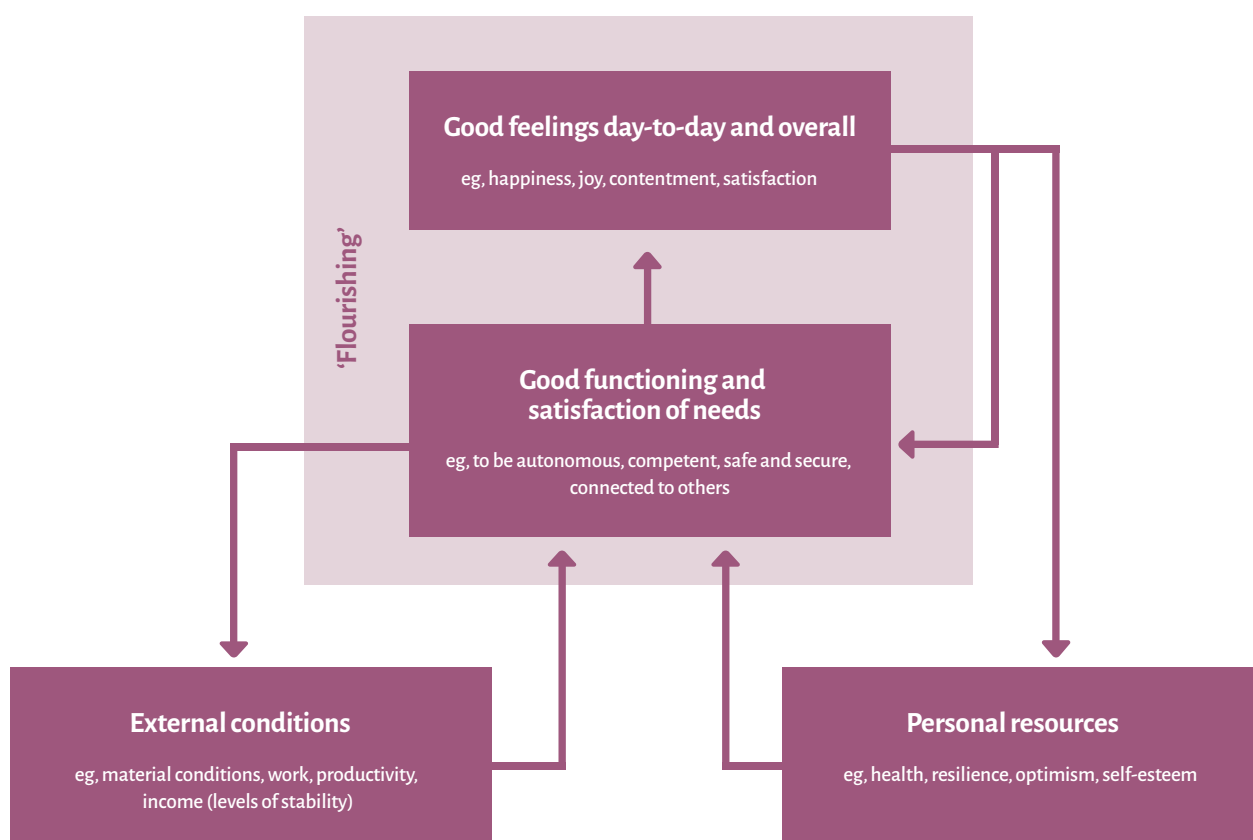 Good feelings day-to-day and overall
eg, happiness, joy, contentment, satisfaction
‘Flourishing’
Good functioning and
satisfaction of needs
eg, to be autonomous, competent, safe and secure,
connected to others
External conditions
eg, material conditions, work, productivity,
income (levels of stability)
Personal resources
eg, health, resilience, optimism, self-esteem